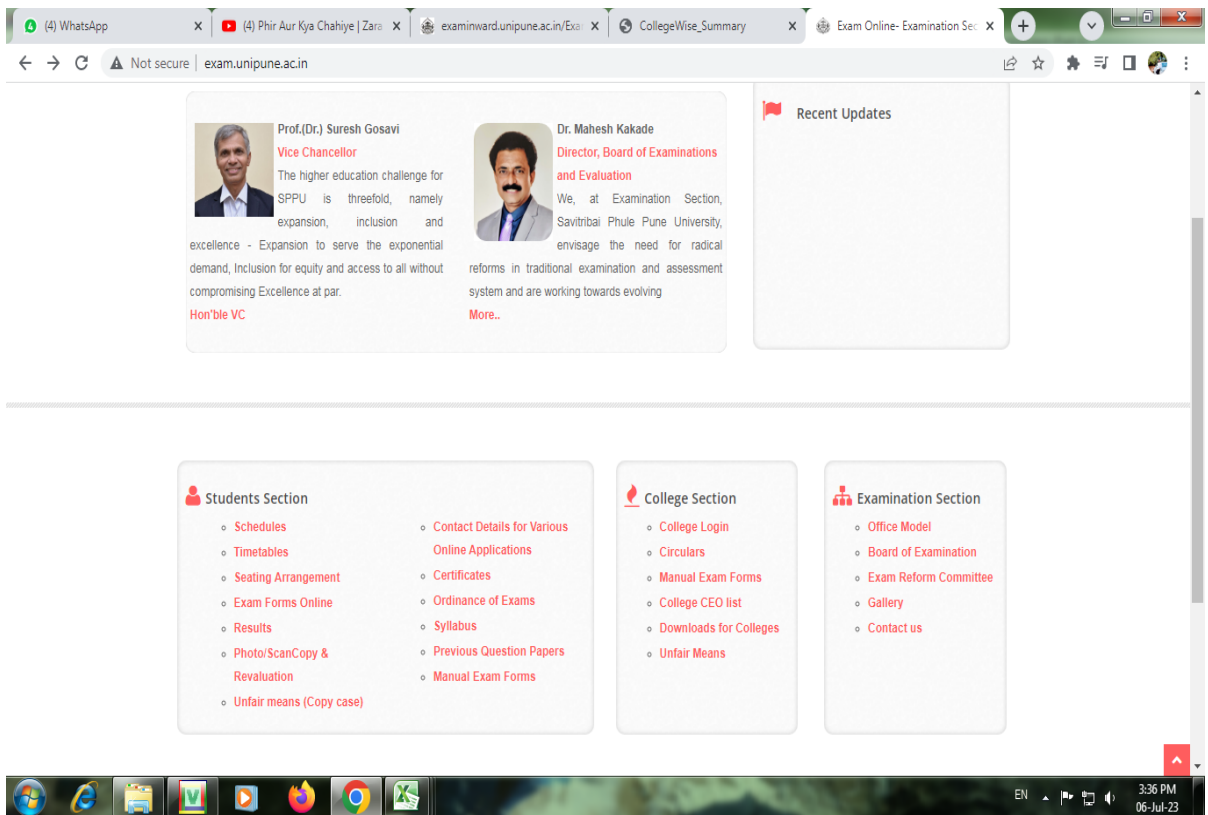 (4) WhatsApp
(4) Phir Aur Kya Chahiye | Zara
examinward.unipune.ac.in/Exa
CollegeWise_Summary
Exam Online- Examination Sec
Not secure | exam.unipune.ac.in
Prof.(Dr.) Suresh Gosavi
Vice Chancellor
The higher education challenge for
SPPU is threefold, namely
expansion, inclusion and
excellence - Expansion to serve the exponential
demand, Inclusion for equity and access to all without
compromising Excellence at par.
Hon'ble VC
Dr. Mahesh Kakade
Director, Board of Examinations
and Evaluation
We, at Examination Section,
Savitribai Phule Pune University,
envisage the need for radical
reforms in traditional examination and assessment
system and are working towards evolving
More..
Recent Updates
Students Section
Schedules
Timetables
Seating Arrangement
Exam Forms Online
Results
Photo/ScanCopy &
Revaluation
Unfair means (Copy case)
Contact Details for Various
Online Applications
Certificates
Ordinance of Exams
Syllabus
Previous Question Papers
Manual Exam Forms
College Section
College Login
Circulars
Manual Exam Forms
College CEO list
Downloads for Colleges
Unfair Means
Examination Section
Office Model
Board of Examination
Exam Reform Committee
Gallery
Contact us
EN
3:36 PM
06-Jul-23